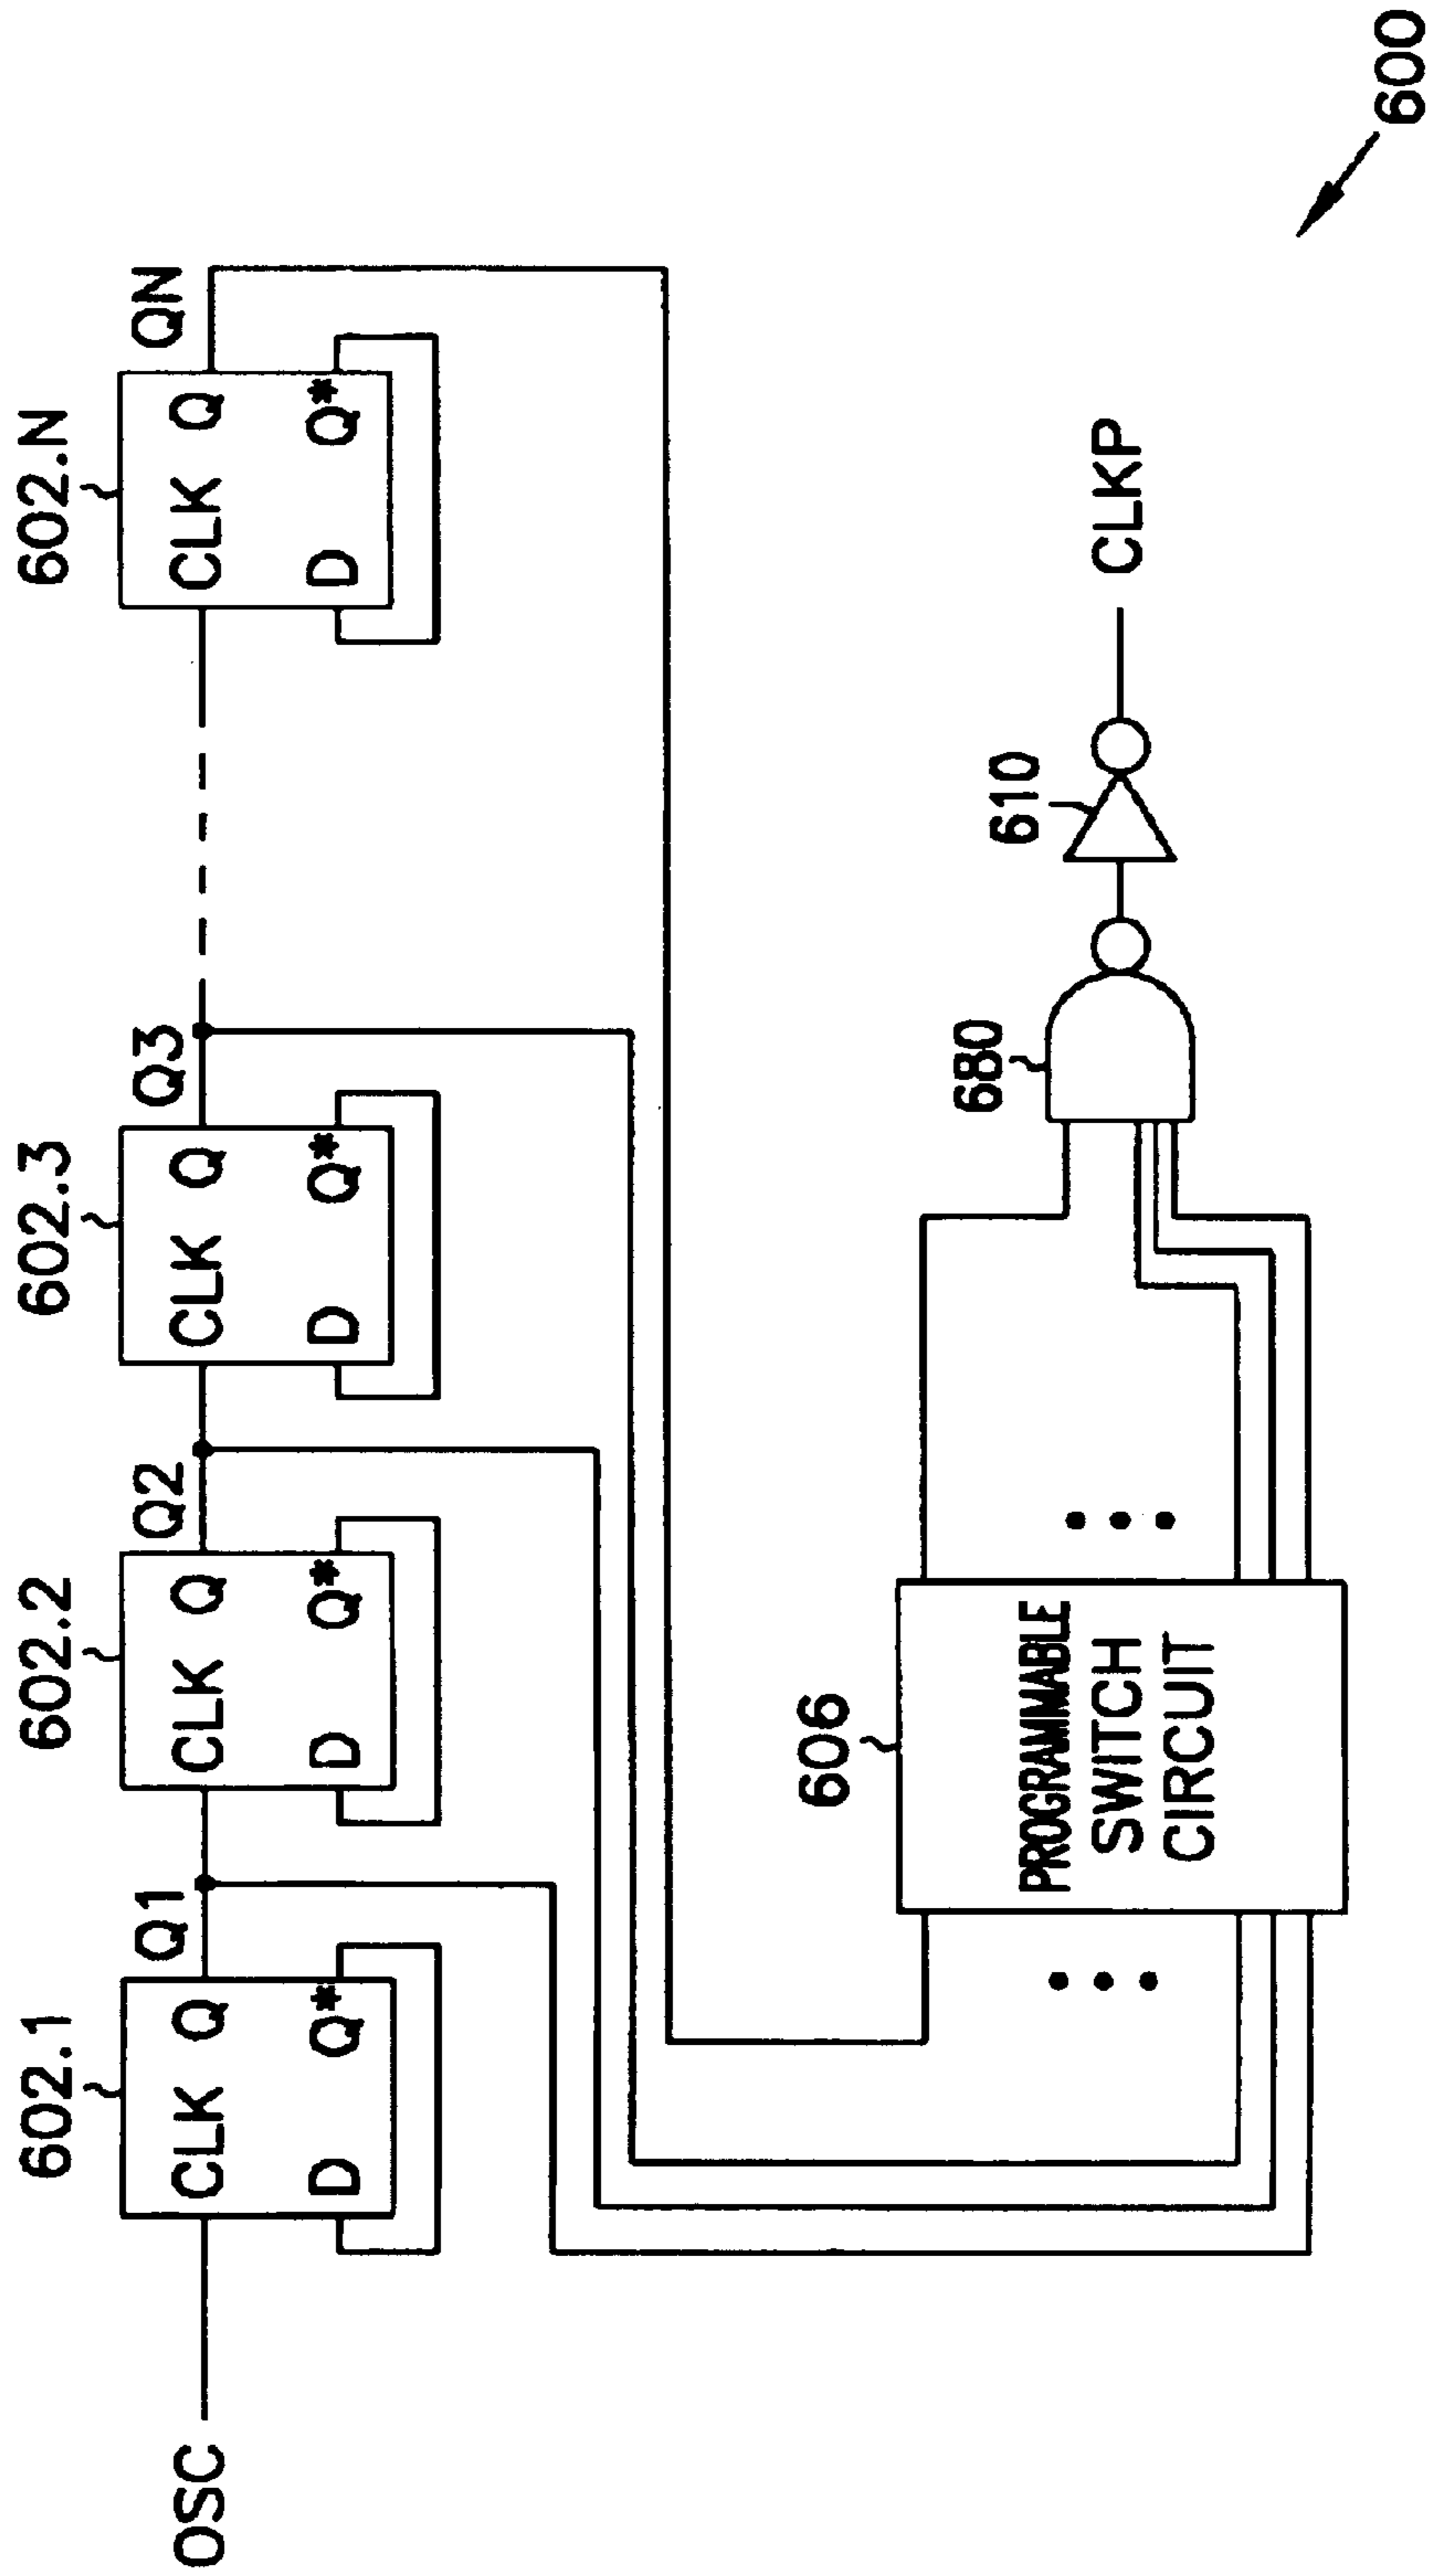 602.1
602.2
602.3
602.N
Q1
Q2
Q3
QN
OSC
CLK Q
D Q*
CLK Q
D Q*
CLK Q
D Q*
CLK Q
D Q*
606
PROGRAMMABLE
SWITCH
CIRCUIT
680
610
CLKP
600